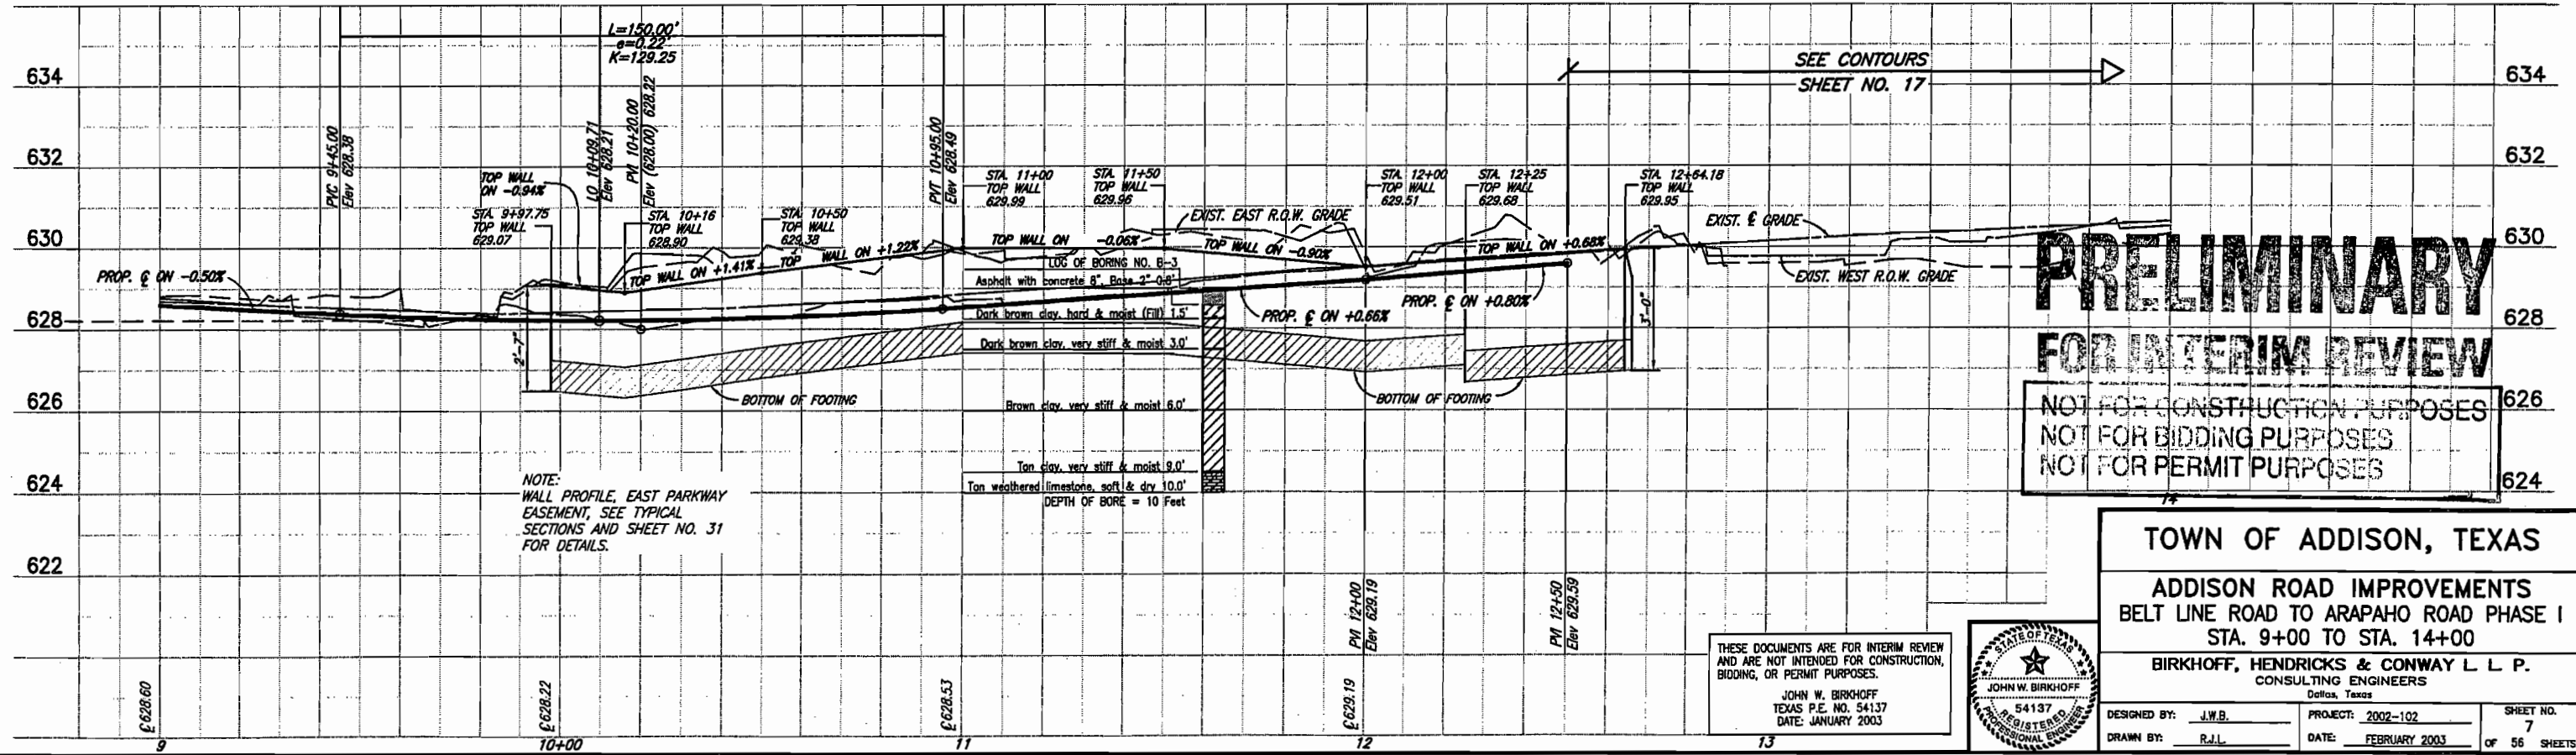 L=150.00'
e=0.22'
K=129.25
SEE CONTOURS
SHEET NO. 17
634
634
632
632
630
630
628
628
626
626
624
624
622
PVC 9+45.00
Elev 628.38
LO 10+09.71
Elev 628.21
PVI 10+20.00
Elev (628.00) 628.22
PVT 10+95.00
Elev 628.49
TOP WALL
ON -0.94%
STA. 9+97.75
TOP WALL
629.07
STA. 10+16
TOP WALL
628.90
STA. 10+50
TOP WALL
629.38
STA. 11+00
TOP WALL
629.99
STA. 11+50
TOP WALL
629.96
STA. 12+00
TOP WALL
629.51
STA. 12+25
TOP WALL
629.68
STA. 12+64.18
TOP WALL
629.95
EXIST. EAST R.O.W. GRADE
EXIST. ℄ GRADE
EXIST. WEST R.O.W. GRADE
PROP. ℄ ON -0.50%
TOP WALL ON +1.41%
TOP WALL ON +1.22%
TOP WALL ON -0.06%
TOP WALL ON -0.90%
TOP WALL ON +0.68%
PROP. ℄ ON +0.66%
PROP. ℄ ON +0.80%
LOG OF BORING NO. B-3
Asphalt with concrete 8", Base 2"-0.8'
Dark brown clay, hard & moist (Fill) 1.5'
Dark brown clay, very stiff & moist 3.0'
Brown clay, very stiff & moist 6.0'
Tan clay, very stiff & moist 9.0'
Tan weathered limestone, soft & dry 10.0'
DEPTH OF BORE = 10 Feet
2'-7"
3'-0"
BOTTOM OF FOOTING
BOTTOM OF FOOTING
NOTE:
WALL PROFILE, EAST PARKWAY
EASEMENT, SEE TYPICAL
SECTIONS AND SHEET NO. 31
FOR DETAILS.
PRELIMINARY
FOR INTERIM REVIEW
NOT FOR CONSTRUCTION PURPOSES
NOT FOR BIDDING PURPOSES
NOT FOR PERMIT PURPOSES
14
PVI 12+00
Elev 629.19
PVI 12+50
Elev 629.59
℄628.60
℄628.22
℄628.53
℄629.19
9
10+00
11
12
13
THESE DOCUMENTS ARE FOR INTERIM REVIEW
AND ARE NOT INTENDED FOR CONSTRUCTION,
BIDDING, OR PERMIT PURPOSES.
JOHN W. BIRKHOFF
TEXAS P.E. NO. 54137
DATE: JANUARY 2003
STATE OF TEXAS
JOHN W. BIRKHOFF
54137
REGISTERED
PROFESSIONAL ENGINEER
TOWN OF ADDISON, TEXAS
ADDISON ROAD IMPROVEMENTS
BELT LINE ROAD TO ARAPAHO ROAD PHASE I
STA. 9+00 TO STA. 14+00
BIRKHOFF, HENDRICKS & CONWAY L. L. P.
CONSULTING ENGINEERS
Dallas, Texas
DESIGNED BY: J.W.B.
PROJECT: 2002-102
SHEET NO.
7
DRAWN BY: R.J.L.
DATE: FEBRUARY 2003
OF 56 SHEETS